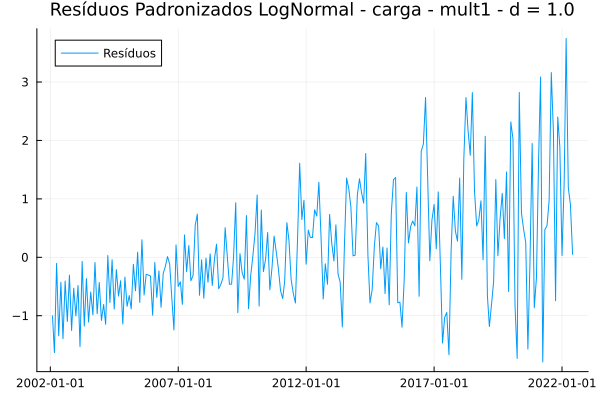 Resíduos Padronizados LogNormal - carga - mult1 - d = 1.0
Resíduos
3
2
1
0
−1
2002-01-01 2007-01-01 2012-01-01 2017-01-01 2022-01-01